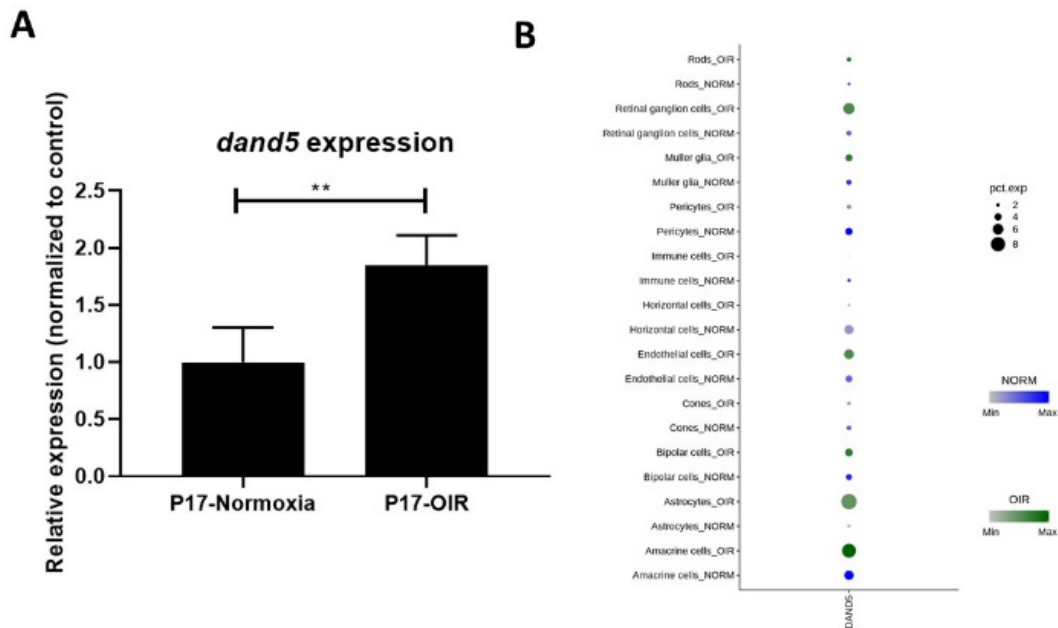 A
dand5 expression
**
Relative expression (normalized to control)
2.5
2.0
1.5
1.0
0.5
0.0
P17-Normoxia
P17-OIR
B
Rods_OIR
Rods_NORM
Retinal ganglion cells_OIR
Retinal ganglion cells_NORM
Muller glia_OIR
Muller glia_NORM
Pericytes_OIR
Pericytes_NORM
Immune cells_OIR
Immune cells_NORM
Horizontal cells_OIR
Horizontal cells_NORM
Endothelial cells_OIR
Endothelial cells_NORM
Cones_OIR
Cones_NORM
Bipolar cells_OIR
Bipolar cells_NORM
Astrocytes_OIR
Astrocytes_NORM
Amacrine cells_OIR
Amacrine cells_NORM
DAND5
pct.exp
2
4
6
8
NORM
Min Max
OIR
Min Max